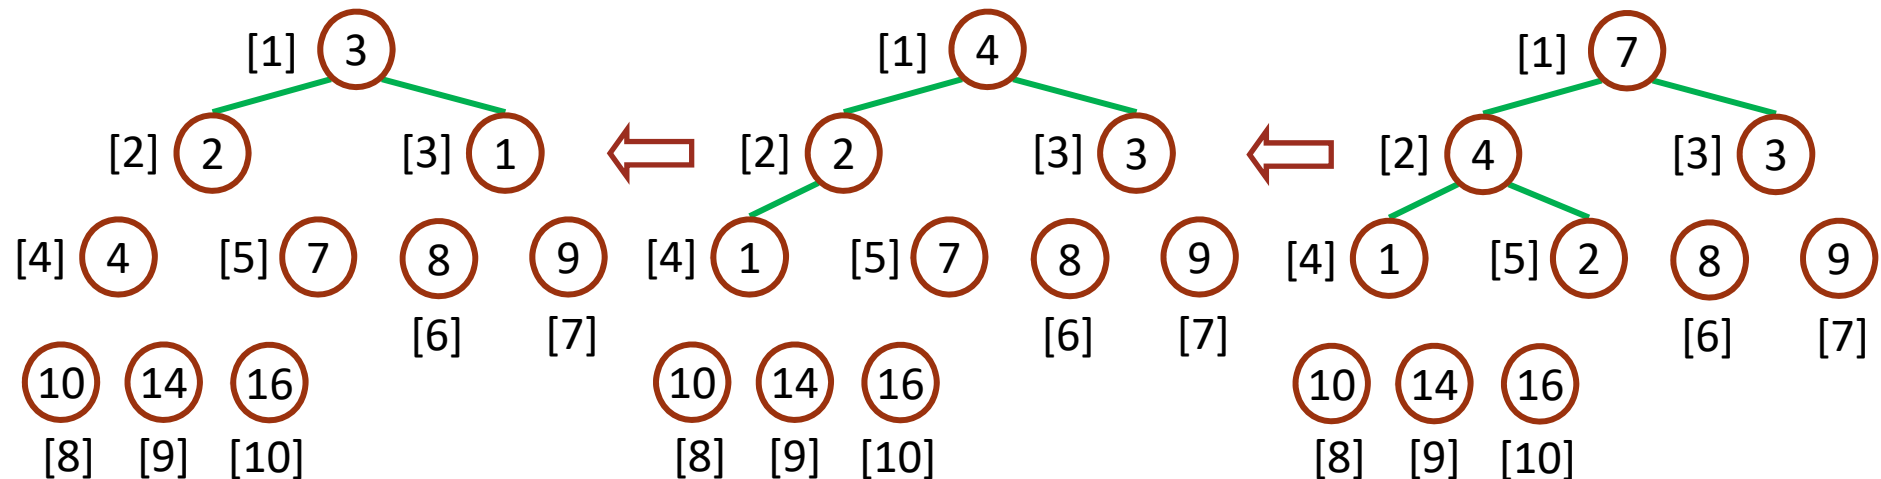 [1] 3 [1] 4 [1] 7
[2] 2 [3] 1 [2] 2 [3] 3 [2] 4 [3] 3
[4] 4 [5] 7 8 9 [4] 1 [5] 7 8 9 [4] 1 [5] 2 8 9
[6] [7] [6] [7] [6] [7]
10 14 16 10 14 16 10 14 16
[8] [9] [10] [8] [9] [10] [8] [9] [10]